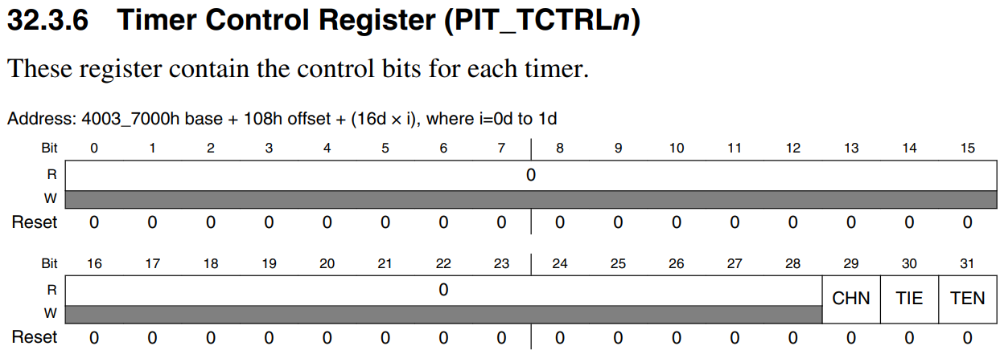 32.3.6 Timer Control Register (PIT_TCTRLn)
These register contain the control bits for each timer.
Address: 4003_7000h base + 108h offset + (16d × i), where i=0d to 1d
Bit 0 1 2 3 4 5 6 7 8 9 10 11 12 13 14 15
R 0
W
Reset 0 0 0 0 0 0 0 0 0 0 0 0 0 0 0 0
Bit 16 17 18 19 20 21 22 23 24 25 26 27 28 29 30 31
R 0 CHN TIE TEN
W
Reset 0 0 0 0 0 0 0 0 0 0 0 0 0 0 0 0